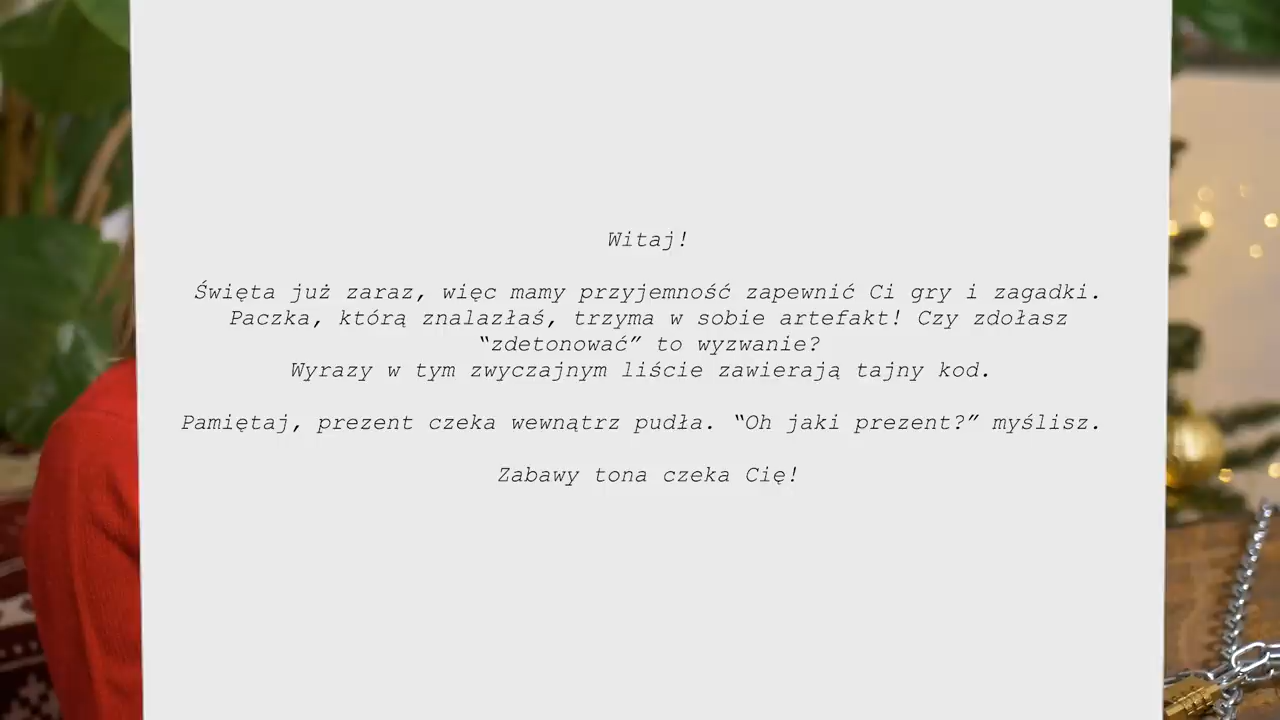 Witaj!
Święta już zaraz, więc mamy przyjemność zapewnić Ci gry i zagadki.
Paczka, którą znalazłaś, trzyma w sobie artefakt! Czy zdołasz
“zdetonować” to wyzwanie?
Wyrazy w tym zwyczajnym liście zawierają tajny kod.
Pamiętaj, prezent czeka wewnątrz pudła. “Oh jaki prezent?” myślisz.
Zabawy tona czeka Cię!